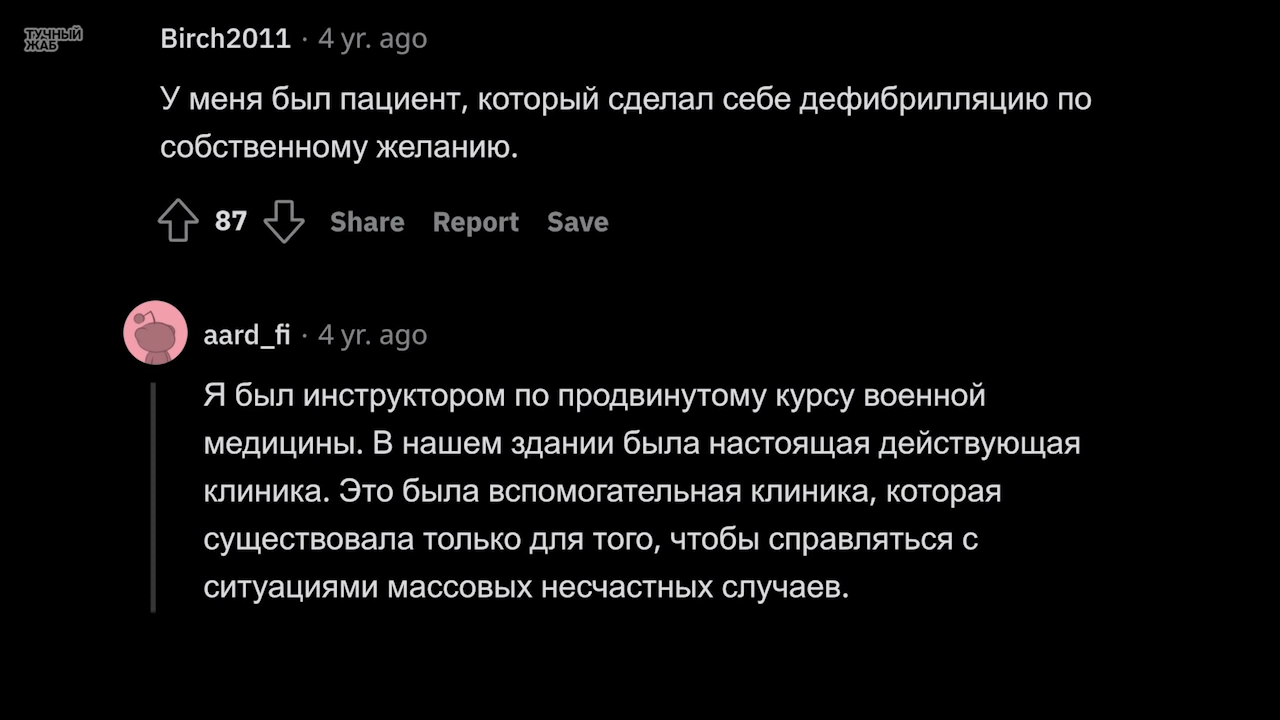 ТУЧНЫЙ
ЖАБ
Birch2011 · 4 yr. ago
У меня был пациент, который сделал себе дефибрилляцию по
собственному желанию.
87 Share Report Save
aard_fi · 4 yr. ago
Я был инструктором по продвинутому курсу военной
медицины. В нашем здании была настоящая действующая
клиника. Это была вспомогательная клиника, которая
существовала только для того, чтобы справляться с
ситуациями массовых несчастных случаев.